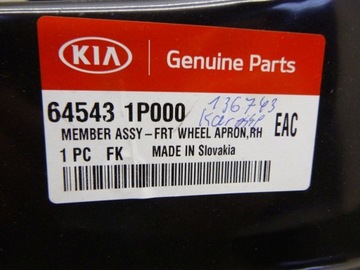 KIA Genuine Parts
64543 1P000
136743
MEMBER ASSY-FRT WHEEL APRON,RH
EAC
1 PC FK MADE IN Slovakia